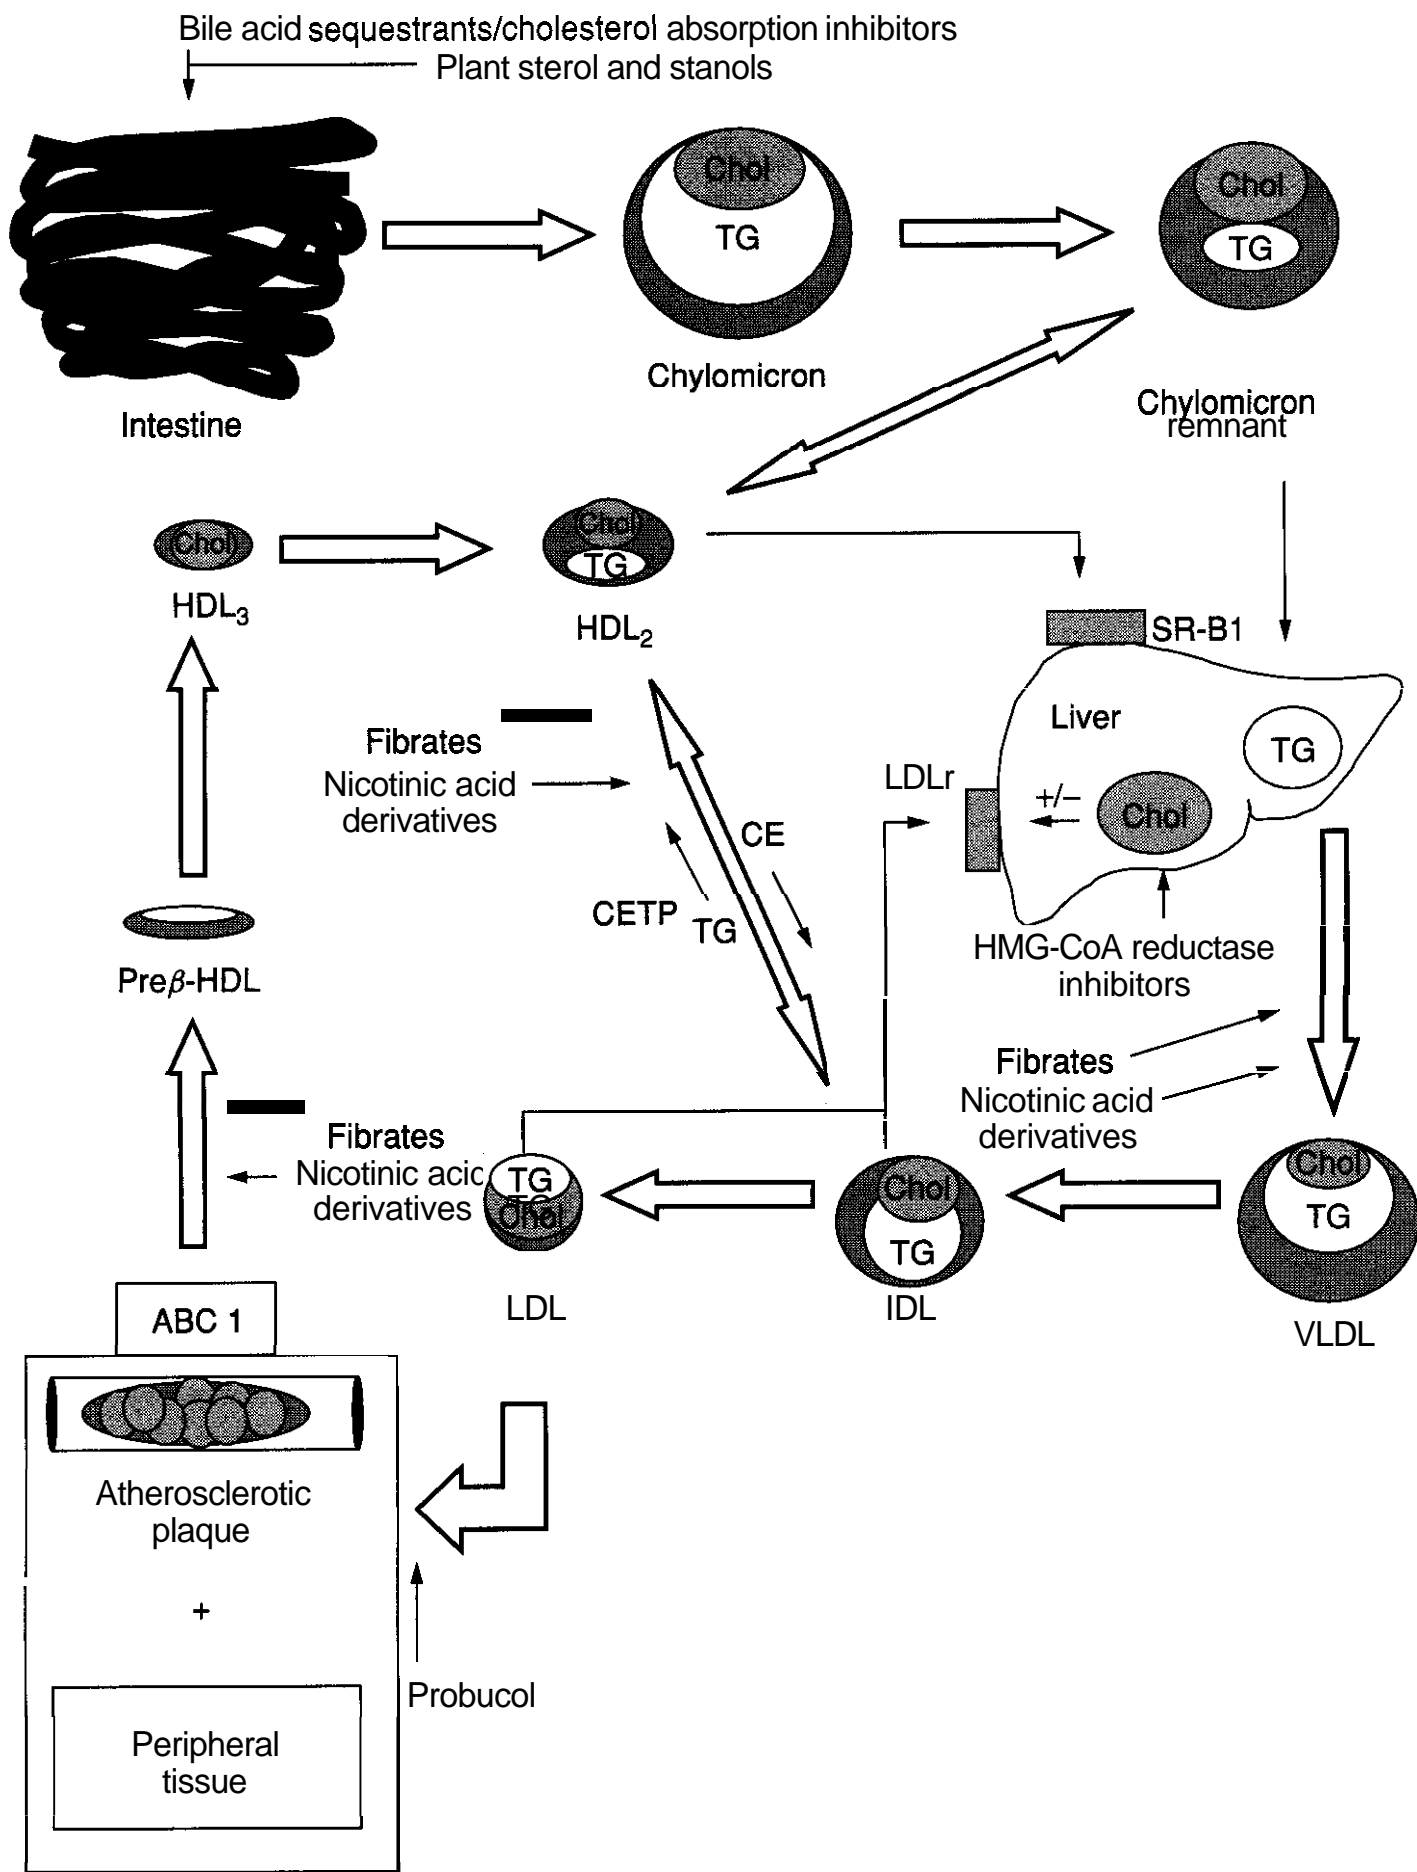 Bile acid sequestrants/cholesterol absorption inhibitors
Plant sterol and stanols
Chol
TG
Chol
TG
Chylomicron
Intestine
Chylomicron
remnant
Chol
HDL3
Chol
TG
HDL2
SR-B1
Liver
TG
LDLr
+/−
Chol
HMG-CoA reductase
inhibitors
Fibrates
Nicotinic acid
derivatives
CE
CETP
TG
Preβ-HDL
Fibrates
Nicotinic acid
derivatives
Fibrates
Nicotinic acid
derivatives
TG
TG
Chol
LDL
Chol
TG
IDL
Chol
TG
VLDL
ABC 1
Atherosclerotic
plaque
+
Probucol
Peripheral
tissue